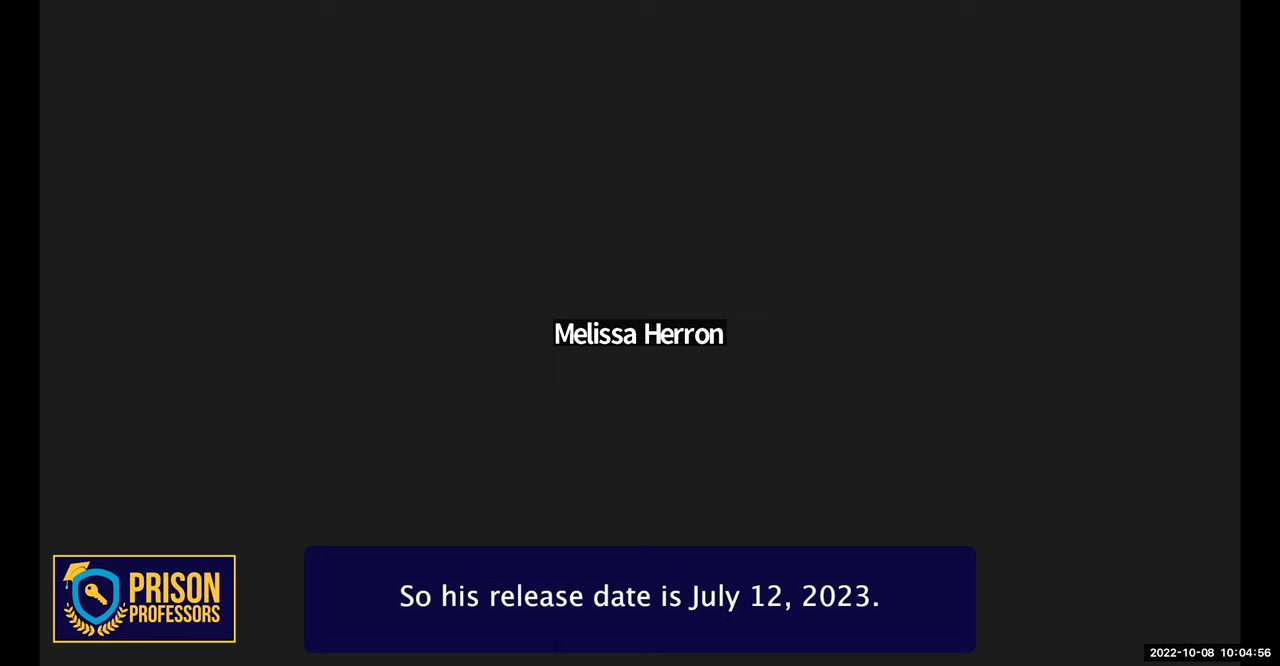 Melissa Herron
PRISON
PROFESSORS
So his release date is July 12, 2023.
2022-10-08 10:04:56